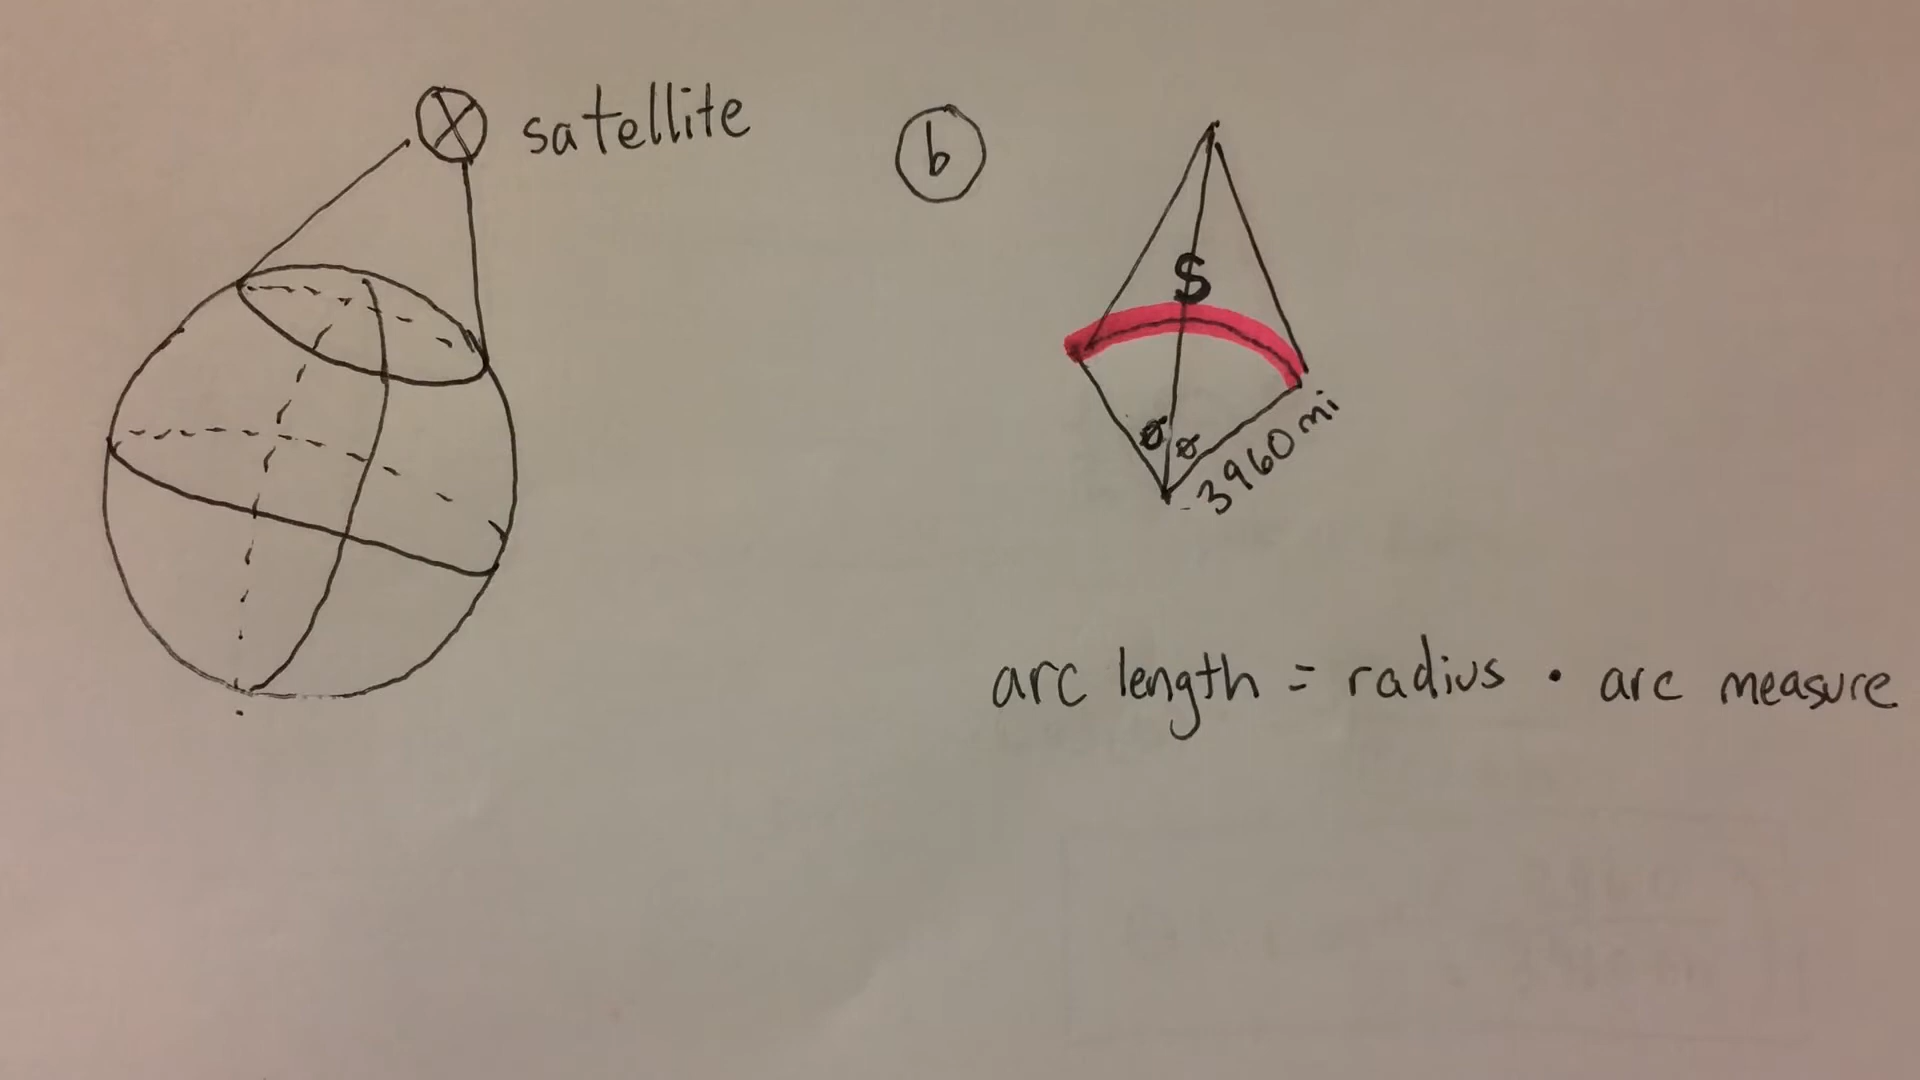 satellite
b
S
θ θ
3960 mi
arc length = radius · arc measure